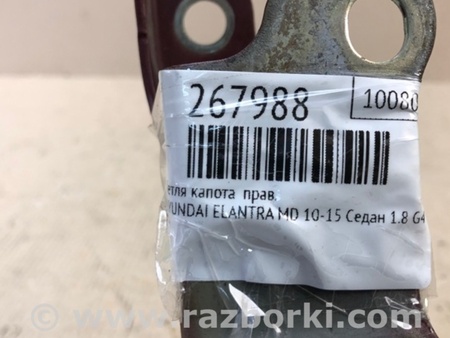 267988 10080
етля капота прав.
YUNDAI ELANTRA MD 10-15 Седан 1.8 G4
www.razborki.com